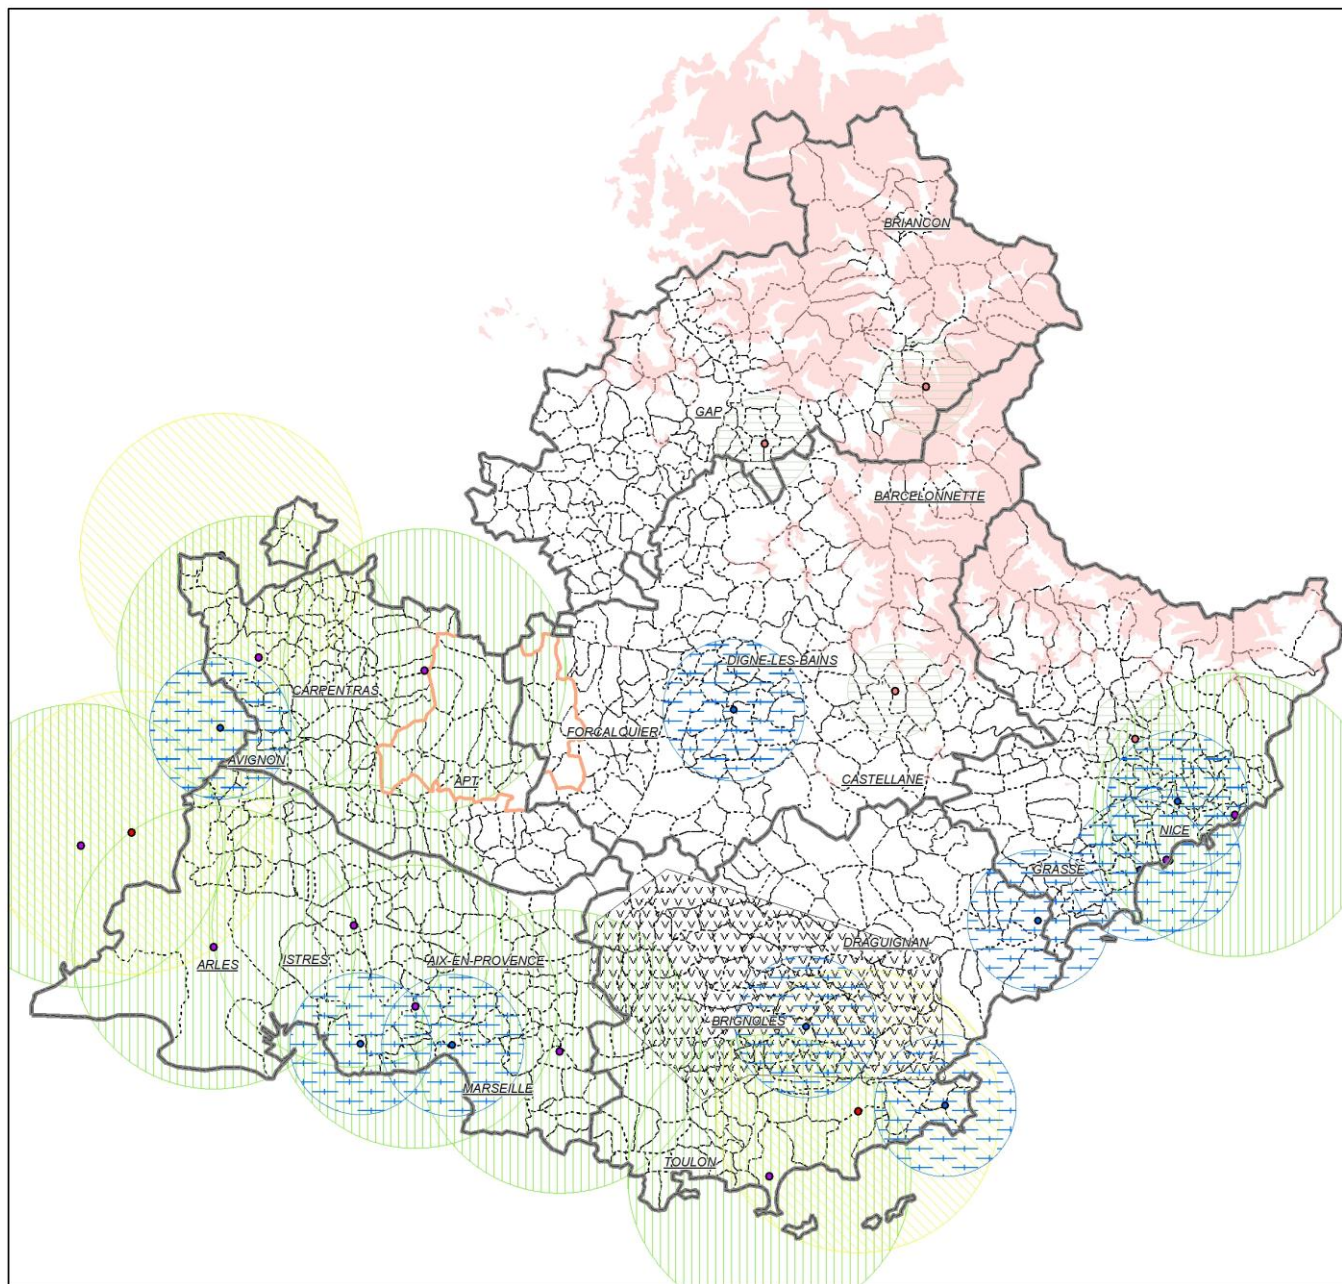 BRIANCON
GAP
BARCELONNETTE
DIGNE-LES-BAINS
CARPENTRAS
FORCALQUIER
AVIGNON
APT
CASTELLANE
NICE
GRASSE
DRAGUIGNAN
ARLES
ISTRES
AIX-EN-PROVENCE
BRIGNOLES
MARSEILLE
TOULON